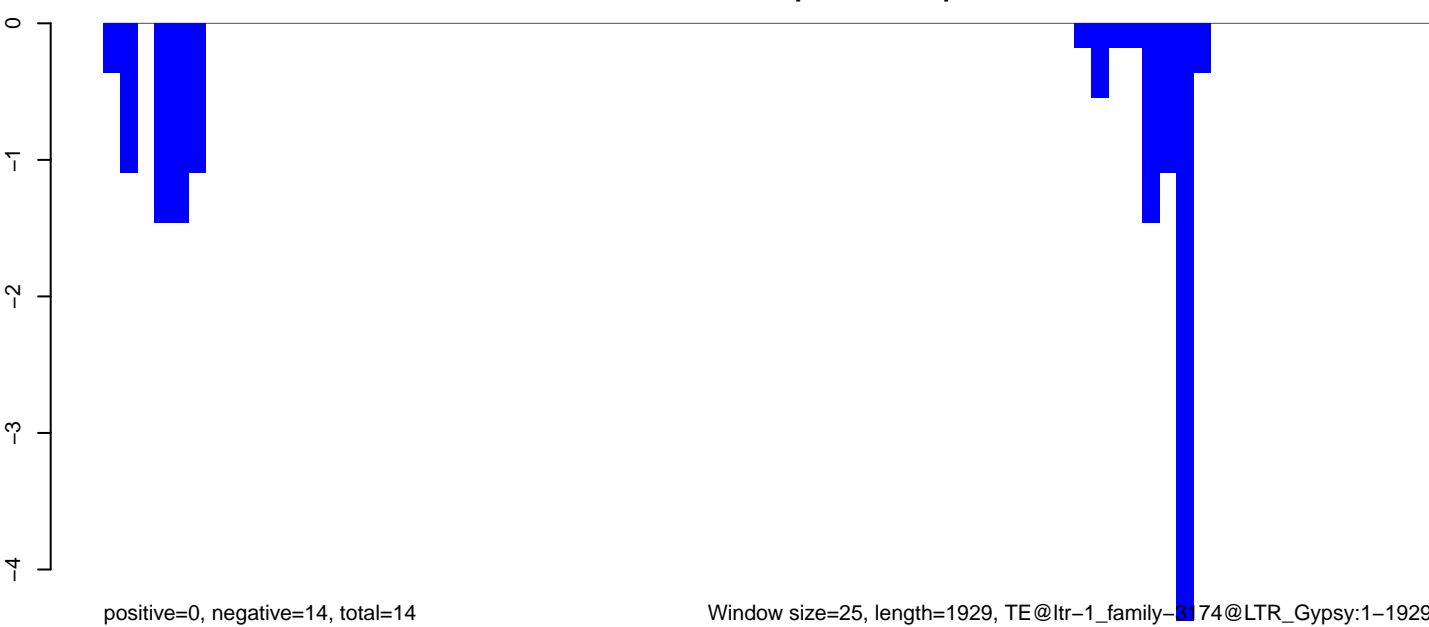 0
−1
−2
−3
−4
positive=0, negative=14, total=14
Window size=25, length=1929, TE@ltr−1_family−3174@LTR_Gypsy:1−1929